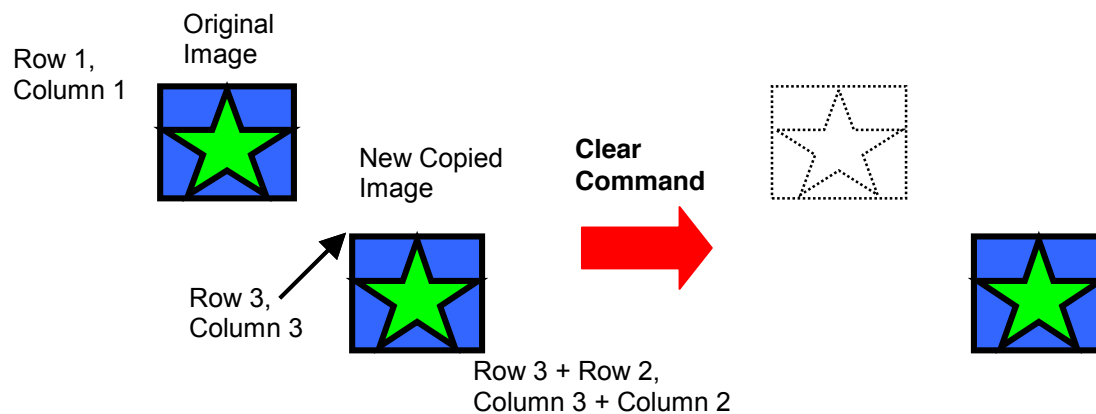 Original
Image
Row 1,
Column 1
New Copied
Image
Clear
Command
Row 3,
Column 3
Row 3 + Row 2,
Column 3 + Column 2